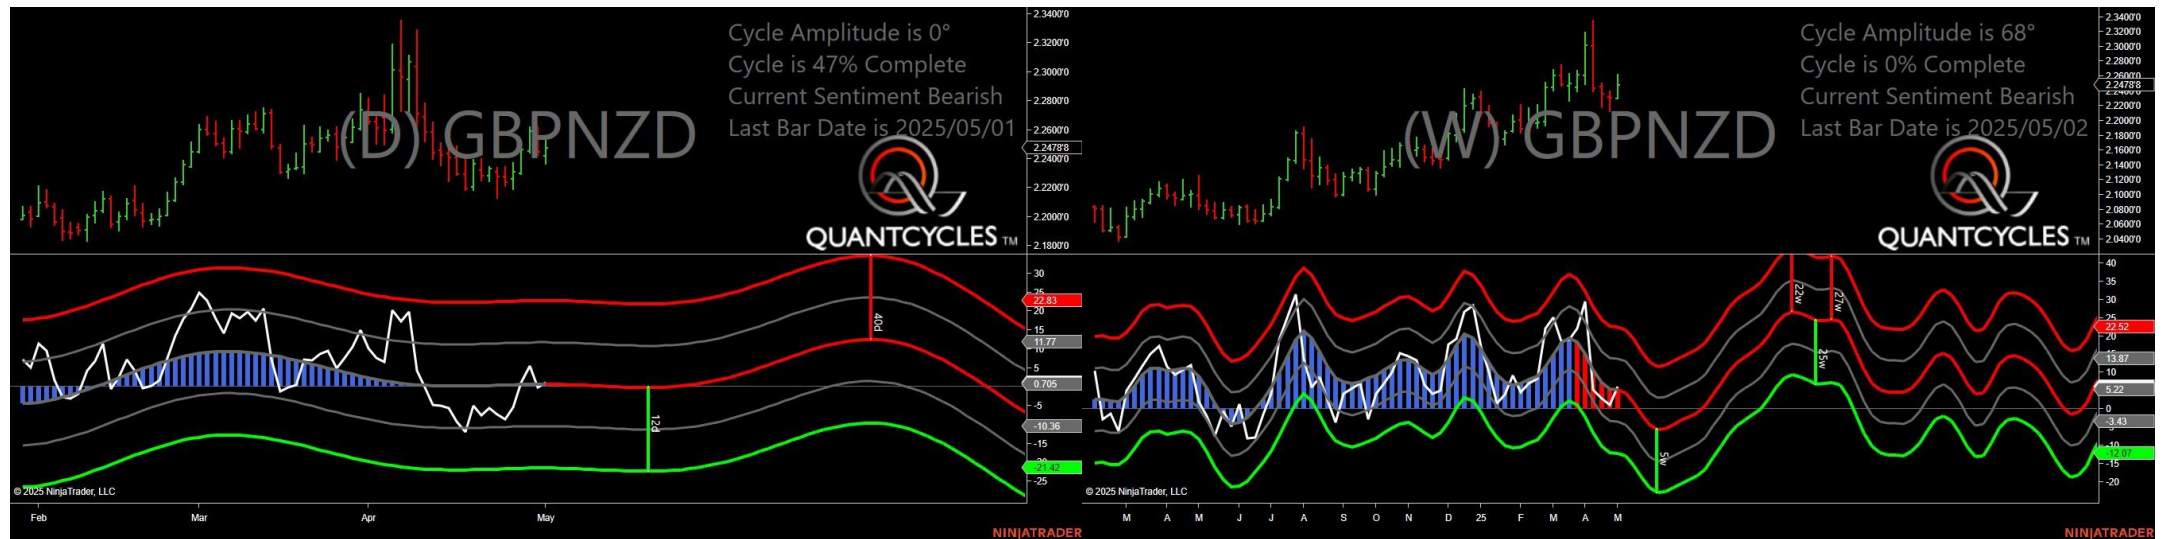 Cycle Amplitude is 0°
Cycle is 47% Complete
Current Sentiment Bearish
Last Bar Date is 2025/05/01
(D) GBPNZD
QUANTCYCLES TM
2.3400'0
2.3200'0
2.3000'0
2.2800'0
2.2600'0
2.2478'8
2.2400'0
2.2200'0
2.2000'0
2.1800'0
30
25
22.83
20
15
11.77
10
5
0.705
-5
-10.36
-15
-21.42
-25
40d
12d
© 2025 NinjaTrader, LLC
Feb
Mar
Apr
May
NINJATRADER
Cycle Amplitude is 68°
Cycle is 0% Complete
Current Sentiment Bearish
Last Bar Date is 2025/05/02
(W) GBPNZD
QUANTCYCLES TM
2.3400'0
2.3200'0
2.3000'0
2.2800'0
2.2600'0
2.2478'8
2.2200'0
2.2000'0
2.1800'0
2.1600'0
2.1400'0
2.1200'0
2.1000'0
2.0800'0
2.0600'0
2.0400'0
40
35
30
25
22.52
20
13.87
10
5.22
0
-3.43
-10
-12.07
-15
-20
22w
27w
25w
5w
© 2025 NinjaTrader, LLC
M
A
M
J
J
A
S
O
N
D
25
F
M
A
M
NINJATRADER